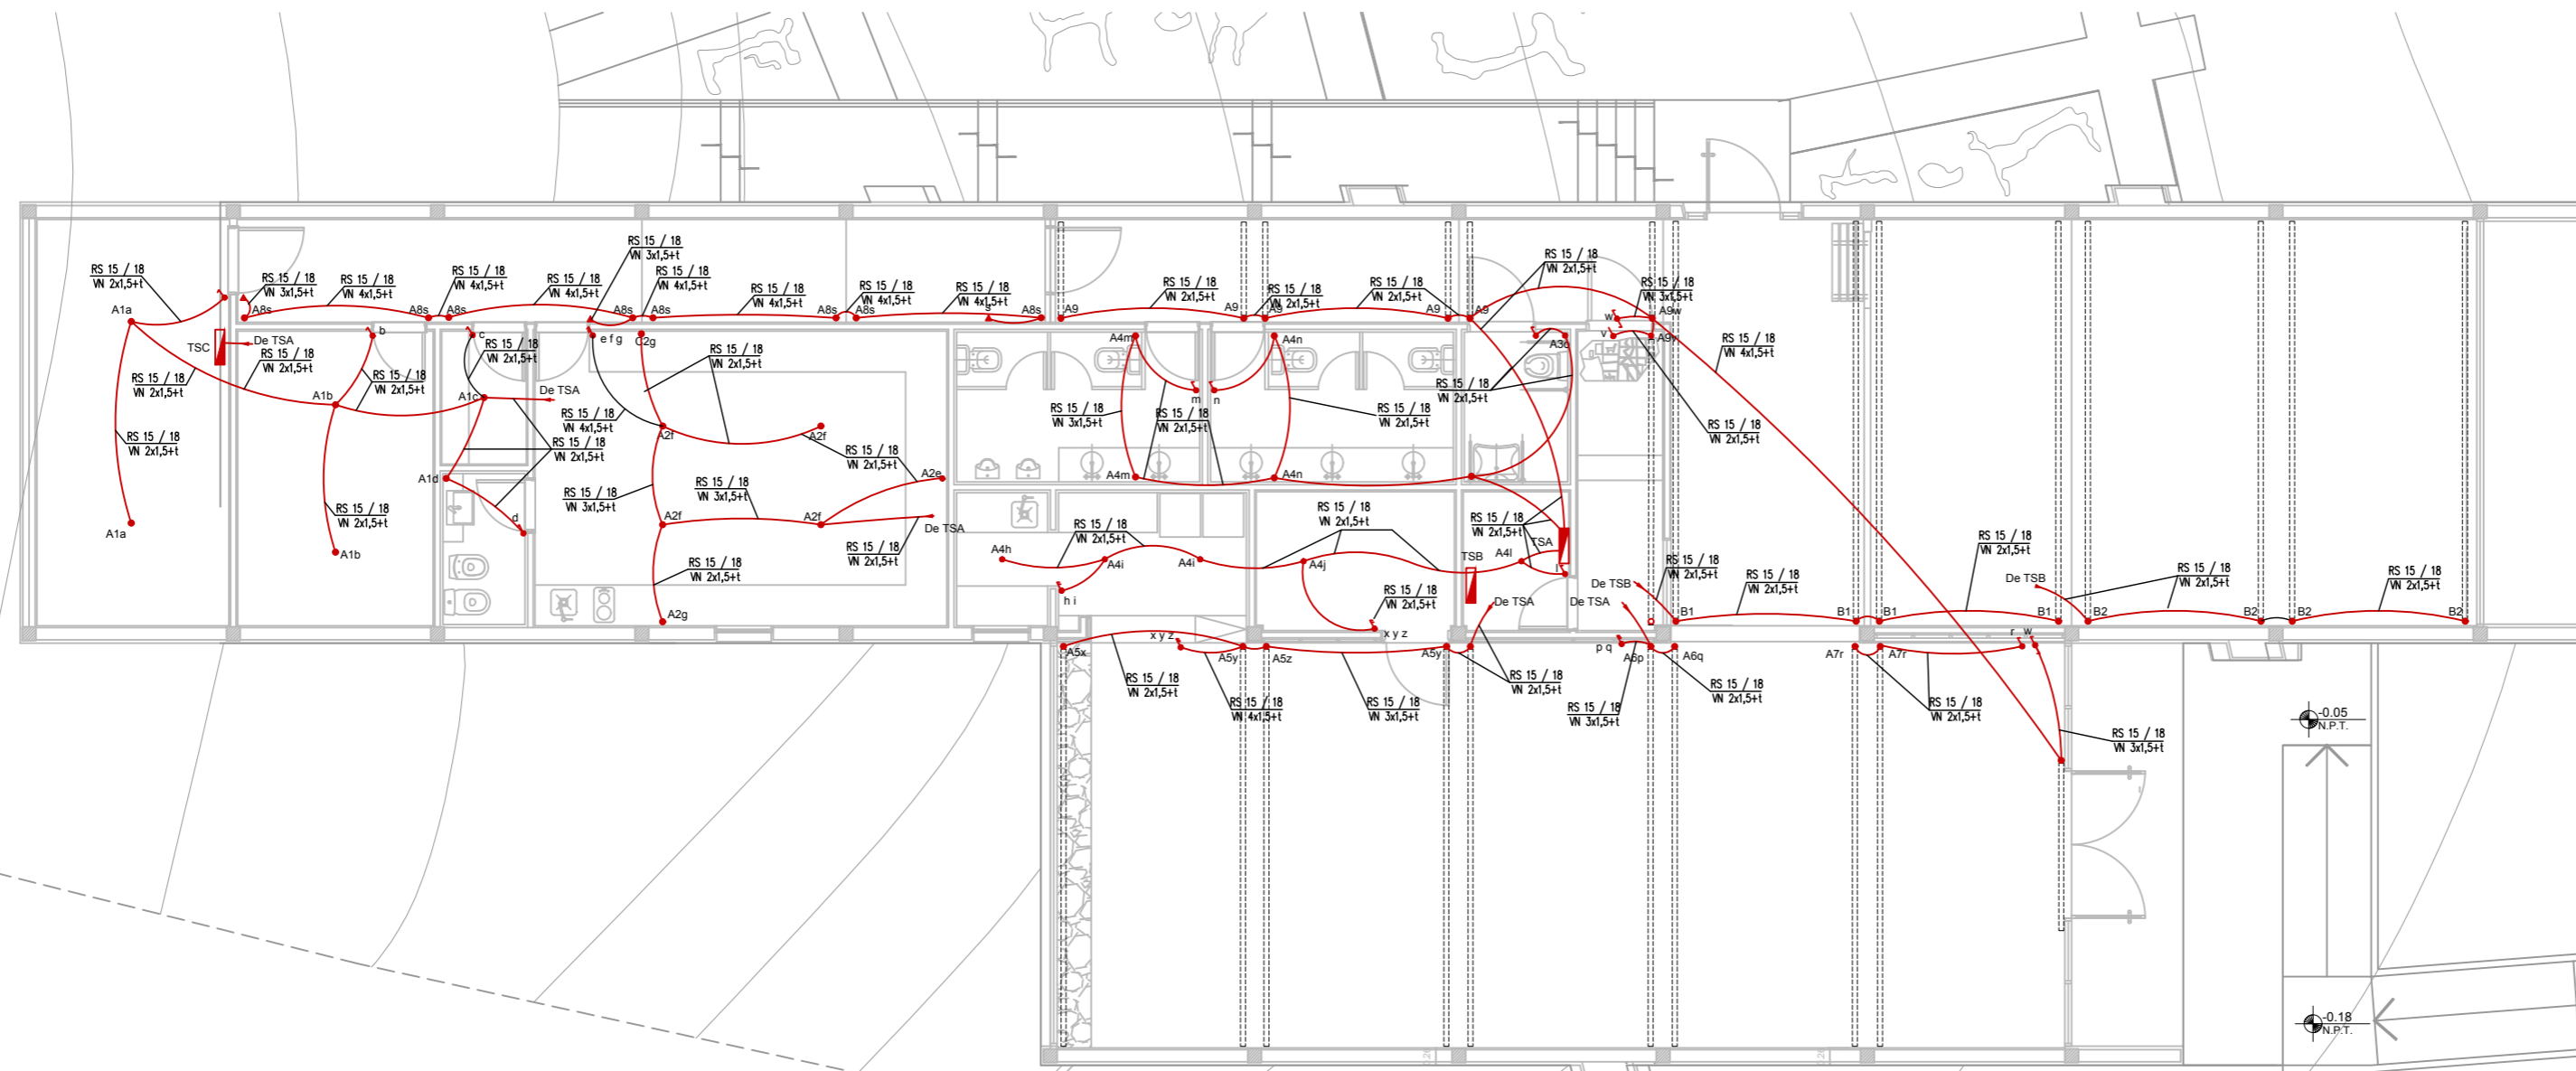 RS 15 / 18
VN 3x1,5+t
RS 15 / 18
VN 2x1,5+t
RS 15 / 18
VN 3x1,5+t
RS 15 / 18
VN 4x1,5+t
RS 15 / 18
VN 4x1,5+t
RS 15 / 18
VN 4x1,5+t
RS 15 / 18
VN 4x1,5+t
RS 15 / 18
VN 4x1,5+t
RS 15 / 18
VN 4x1,5+t
RS 15 / 18
VN 4x1,5+t
RS 15 / 18
VN 2x1,5+t
RS 15 / 18
VN 2x1,5+t
RS 15 / 18
VN 2x1,5+t
RS 15 / 18
VN 2x1,5+t
RS 15 / 18
VN 3x1,5+t
A1a
A8s
A8s
A8s
A8s
A8s
A8s
A8s
s
A8s
A9
A9
A9
A9
A9
w
A9w
TSC
De TSA
b
c
e f g
C2g
A4m
A4n
A3o
v
A9v
RS 15 / 18
VN 2x1,5+t
RS 15 / 18
VN 2x1,5+t
RS 15 / 18
VN 2x1,5+t
RS 15 / 18
VN 4x1,5+t
RS 15 / 18
VN 2x1,5+t
RS 15 / 18
VN 2x1,5+t
RS 15 / 18
VN 2x1,5+t
A1b
A1c
De TSA
m
n
RS 15 / 18
VN 4x1,5+t
RS 15 / 18
VN 3x1,5+t
RS 15 / 18
VN 2x1,5+t
RS 15 / 18
VN 2x1,5+t
RS 15 / 18
VN 2x1,5+t
RS 15 / 18
VN 2x1,5+t
RS 15 / 18
VN 2x1,5+t
A2f
A2f
RS 15 / 18
VN 2x1,5+t
A1d
A2e
A4m
A4n
RS 15 / 18
VN 3x1,5+t
RS 15 / 18
VN 3x1,5+t
RS 15 / 18
VN 2x1,5+t
d
A2f
A2f
De TSA
A1a
A1b
RS 15 / 18
VN 2x1,5+t
RS 15 / 18
VN 2x1,5+t
RS 15 / 18
VN 2x1,5+t
RS 15 / 18
VN 2x1,5+t
TSA
RS 15 / 18
VN 2x1,5+t
RS 15 / 18
VN 2x1,5+t
A4h
A4i
A4i
A4j
TSB
A4l
l
RS 15 / 18
VN 2x1,5+t
RS 15 / 18
VN 2x1,5+t
RS 15 / 18
VN 2x1,5+t
RS 15 / 18
VN 2x1,5+t
RS 15 / 18
VN 2x1,5+t
De TSB
De TSB
h i
De TSA
De TSA
A2g
B1
B1
B1
B1
B2
B2
B2
B2
x y z
x y z
p q
r
w
A5x
A5y
A5z
A5y
A6p
A6q
A7r
A7r
RS 15 / 18
VN 2x1,5+t
RS 15 / 18
VN 4x1,5+t
RS 15 / 18
VN 3x1,5+t
RS 15 / 18
VN 2x1,5+t
RS 15 / 18
VN 3x1,5+t
RS 15 / 18
VN 2x1,5+t
RS 15 / 18
VN 2x1,5+t
RS 15 / 18
VN 3x1,5+t
-0.05
N.P.T.
-0.18
N.P.T.